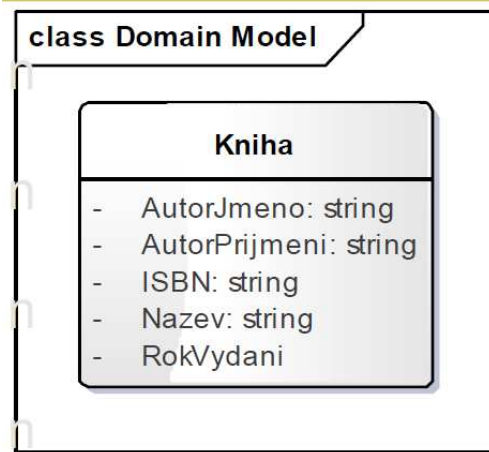 class Domain Model
Kniha
- AutorJmeno: string
- AutorPrijmeni: string
- ISBN: string
- Nazev: string
- RokVydani